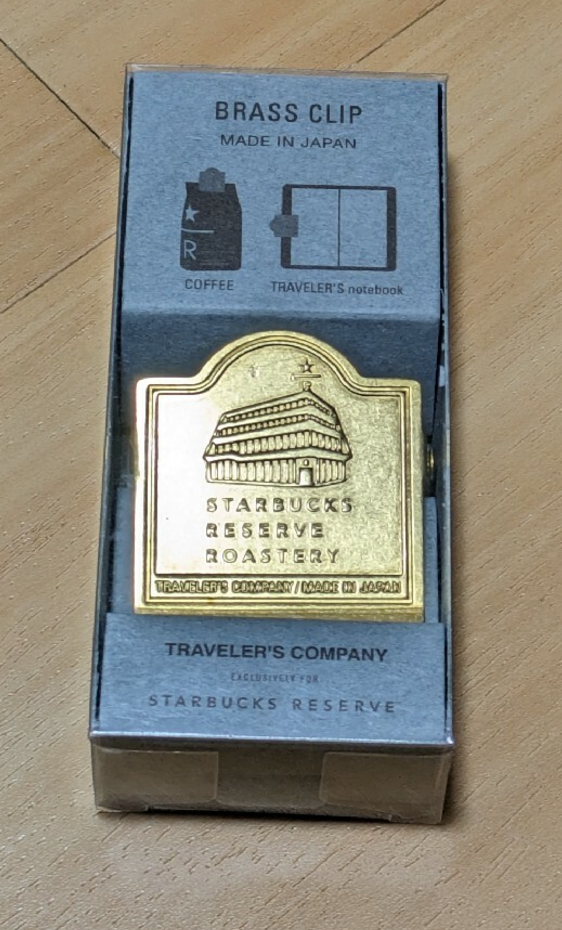 BRASS CLIP
MADE IN JAPAN
R
COFFEE
TRAVELER'S notebook
STARBUCKS
RESERVE
ROASTERY
TRAVELER'S COMPANY / MADE IN JAPAN
TRAVELER'S COMPANY
EXCLUSIVELY FOR
STARBUCKS RESERVE